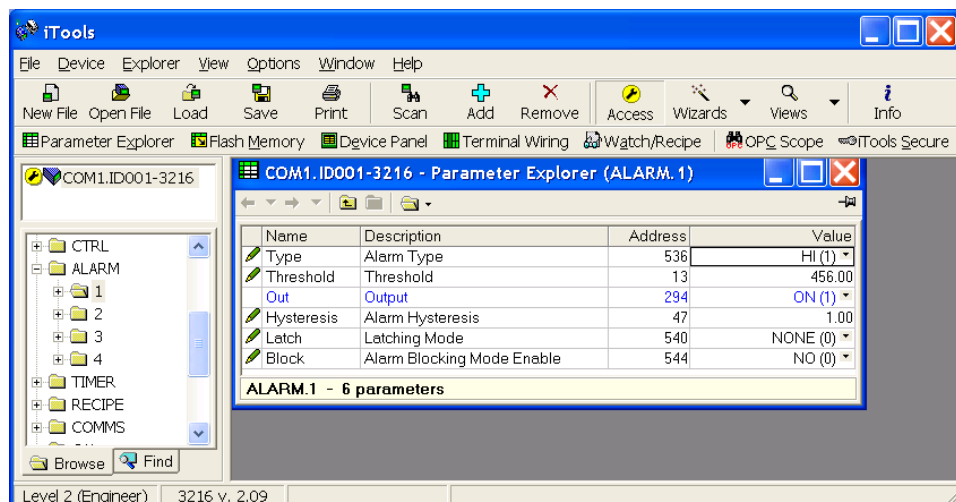 iTools
File Device Explorer View Options Window Help
New File Open File Load Save Print Scan Add Remove Access Wizards Views Info
Parameter Explorer Flash Memory Device Panel Terminal Wiring Watch/Recipe OPC Scope iTools Secure
COM1.ID001-3216
COM1.ID001-3216 - Parameter Explorer (ALARM.1)
Name Description Address Value
Type Alarm Type 536 HI (1)
Threshold Threshold 13 456.00
Out Output 294 ON (1)
Hysteresis Alarm Hysteresis 47 1.00
Latch Latching Mode 540 NONE (0)
Block Alarm Blocking Mode Enable 544 NO (0)
ALARM.1 - 6 parameters
CTRL
ALARM
1
2
3
4
TIMER
RECIPE
COMMS
Browse Find
Level 2 (Engineer) 3216 v. 2.09